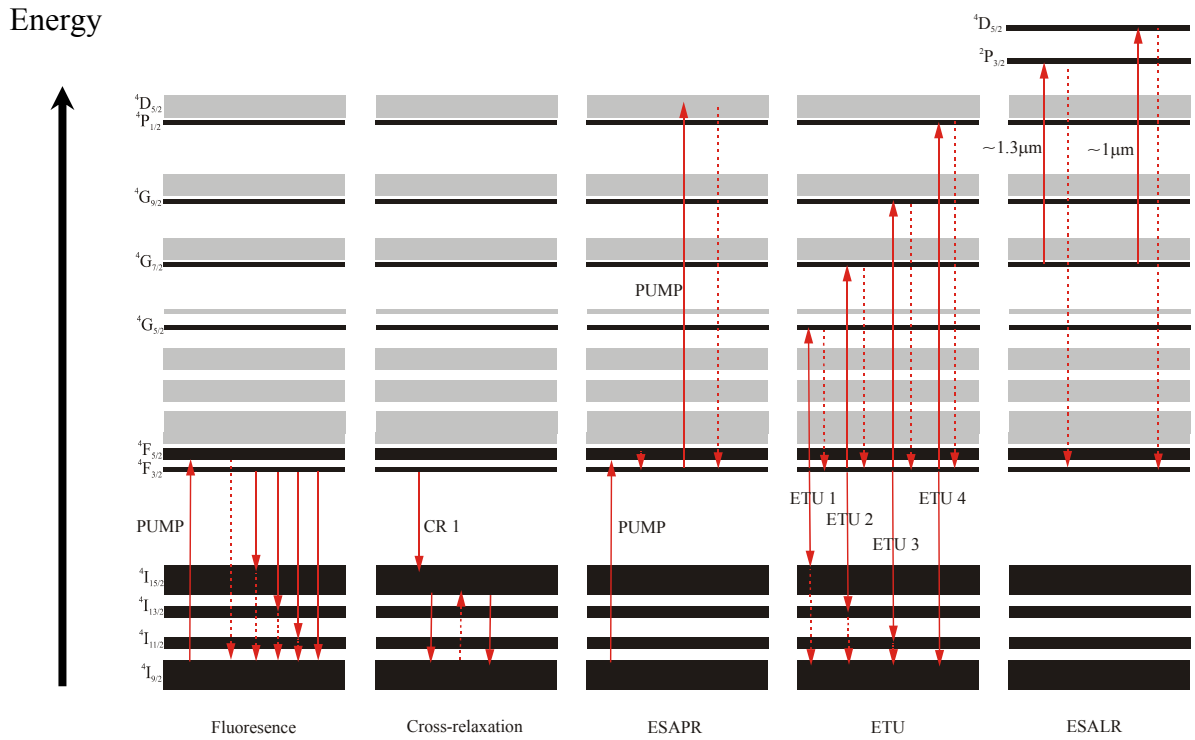 Energy
⁴D₅/₂
²P₃/₂
⁴D₅/₂
⁴P₁/₂
~1.3μm
~1μm
⁴G₉/₂
⁴G₇/₂
PUMP
⁴G₅/₂
⁴F₅/₂
⁴F₃/₂
PUMP
CR 1
PUMP
ETU 1
ETU 2
ETU 3
ETU 4
⁴I₁₅/₂
⁴I₁₃/₂
⁴I₁₁/₂
⁴I₉/₂
Fluoresence
Cross-relaxation
ESAPR
ETU
ESALR